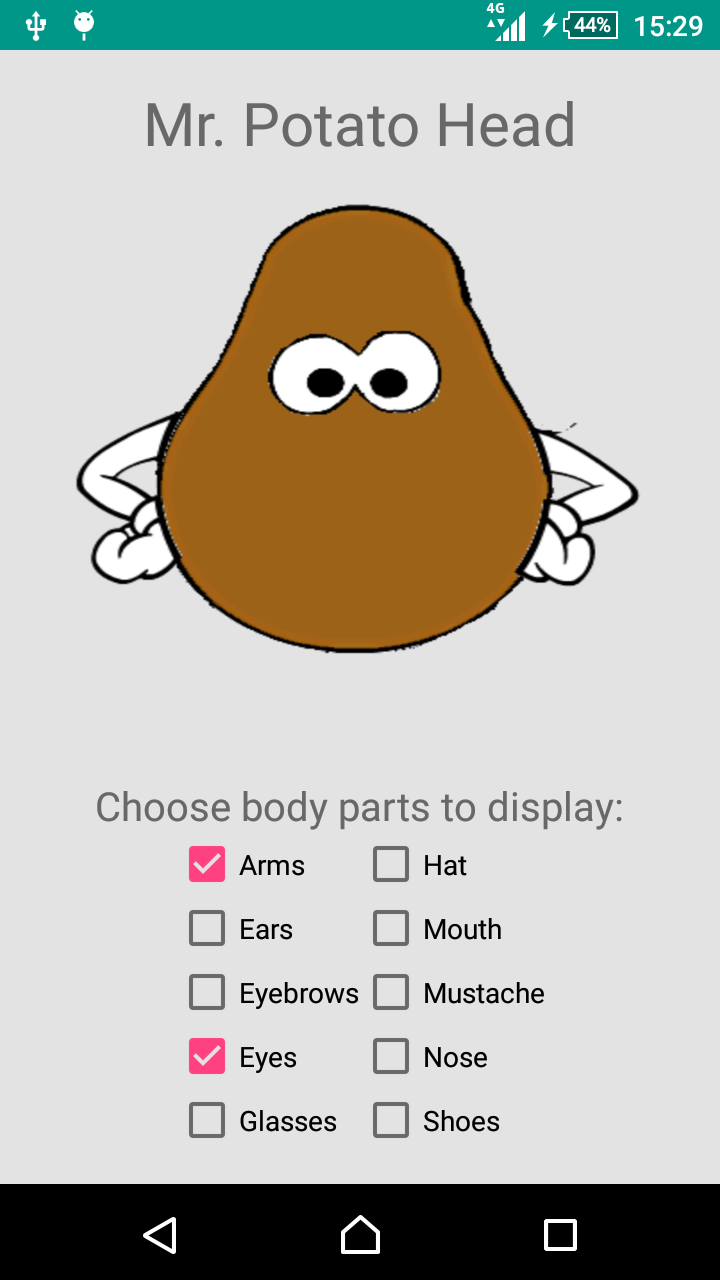 4G 44% 15:29
Mr. Potato Head
Choose body parts to display:
Arms Hat
Ears Mouth
Eyebrows Mustache
Eyes Nose
Glasses Shoes